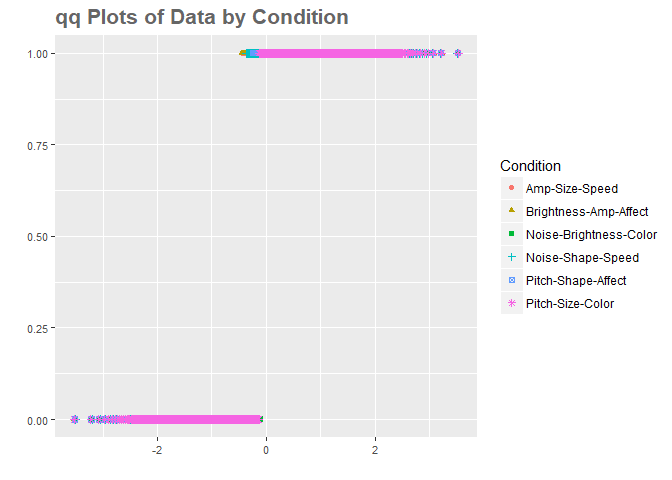 qq Plots of Data by Condition
1.00
0.75
0.50
0.25
0.00
-2
0
2
Condition
Amp-Size-Speed
Brightness-Amp-Affect
Noise-Brightness-Color
Noise-Shape-Speed
Pitch-Shape-Affect
Pitch-Size-Color